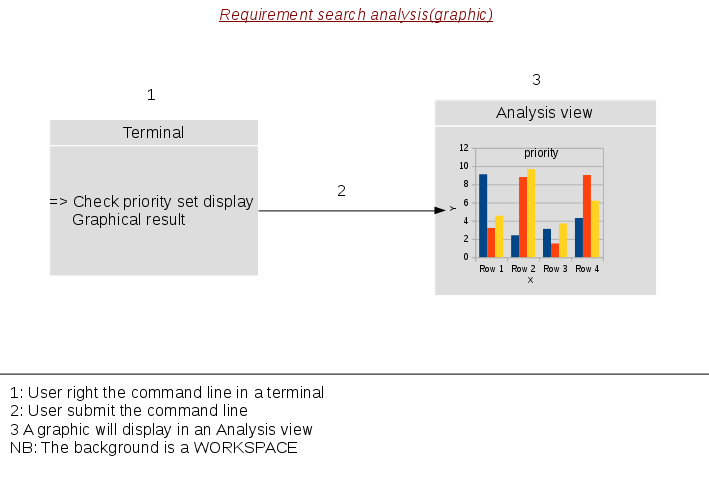 Requirement search analysis(graphic)
1
3
Terminal
Analysis view
=> Check priority set display
Graphical result
2
priority
12
10
8
6
4
2
0
Y
Row 1 Row 2 Row 3 Row 4
X
1: User right the command line in a terminal
2: User submit the command line
3 A graphic will display in an Analysis view
NB: The background is a WORKSPACE